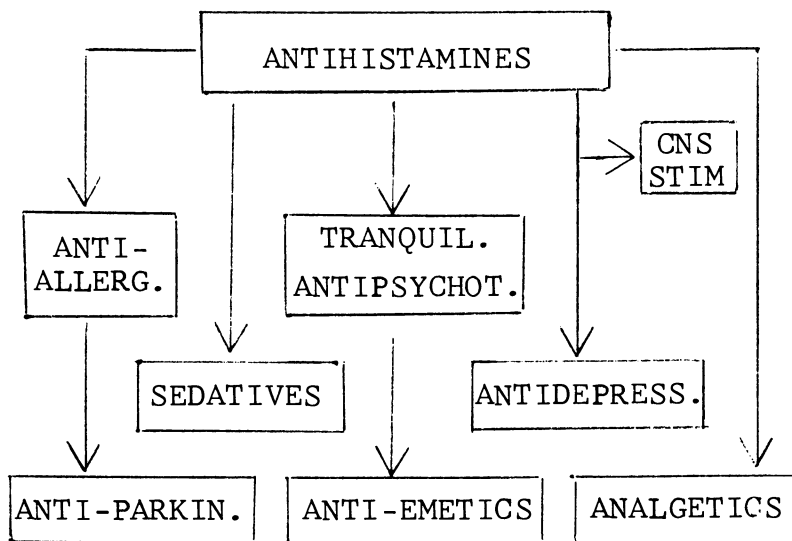 ANTIHISTAMINES
CNS
STIM
ANTI-
ALLERG.
TRANQUIL.
ANTIPSYCHOT.
SEDATIVES
ANTIDEPRESS.
ANTI-PARKIN.
ANTI-EMETICS
ANALGETICS